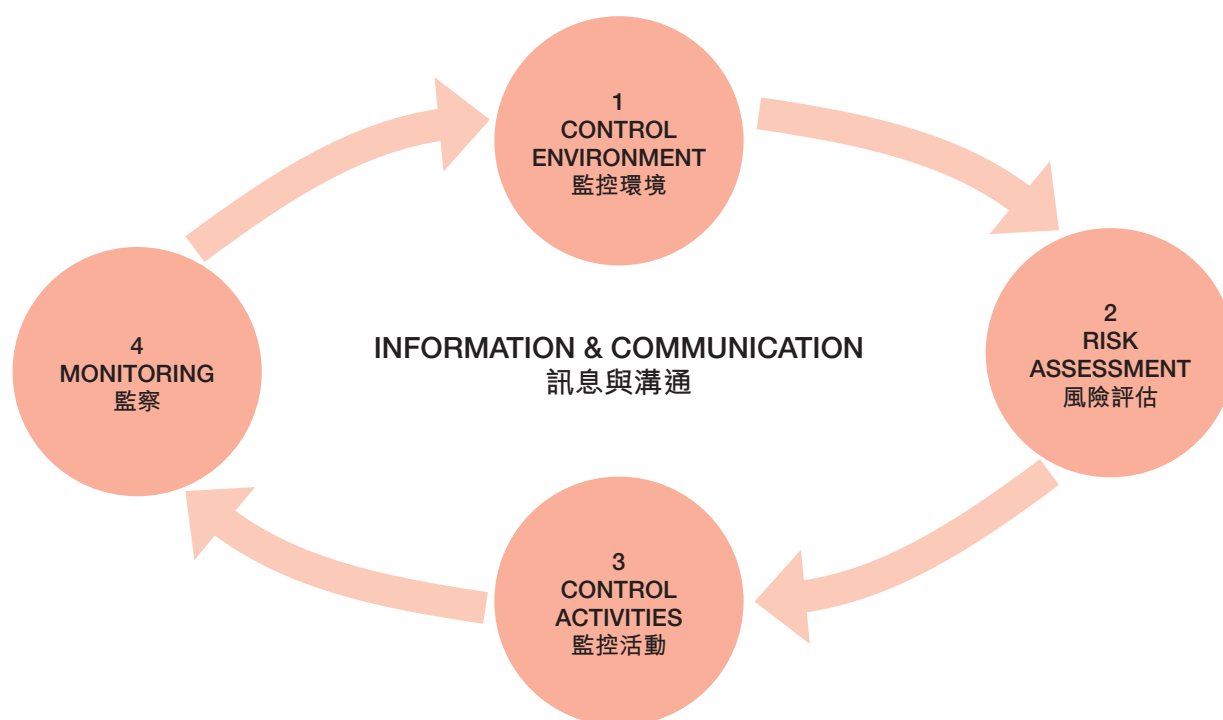 1
CONTROL
ENVIRONMENT
監控環境
2
RISK
ASSESSMENT
風險評估
INFORMATION & COMMUNICATION
訊息與溝通
4
MONITORING
監察
3
CONTROL
ACTIVITIES
監控活動